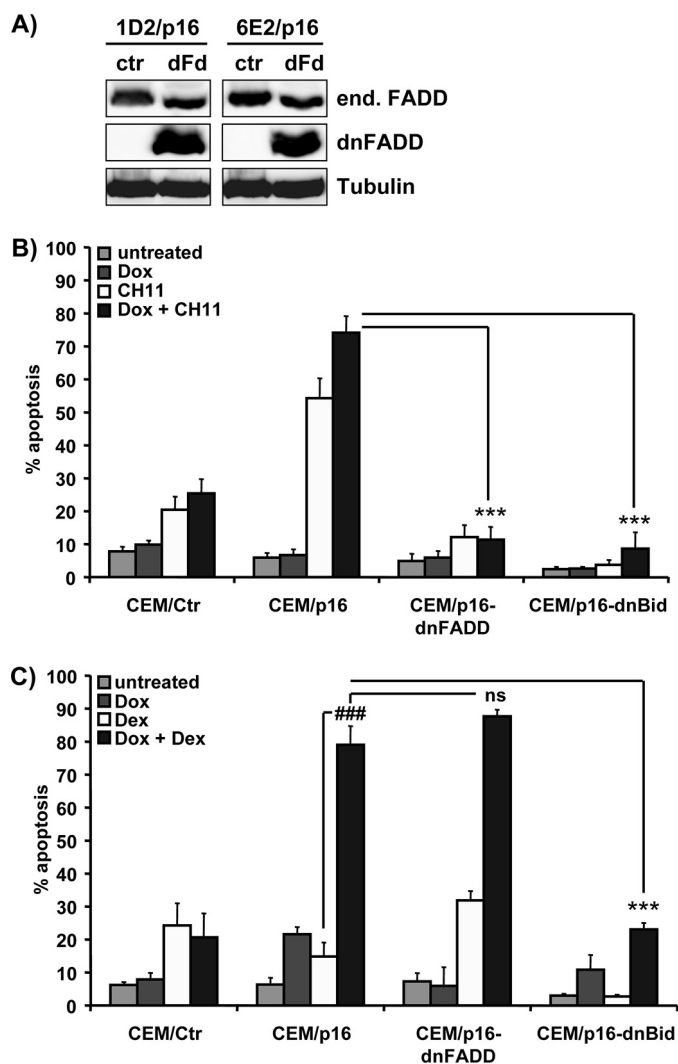 A)
1D2/p16 6E2/p16
ctr dFd ctr dFd
end. FADD
dnFADD
Tubulin
B)
untreated
Dox
CH11
Dox + CH11
% apoptosis
100
90
80
70
60
50
40
30
20
10
0
*** ***
CEM/Ctr CEM/p16 CEM/p16- CEM/p16-dnBid
dnFADD
C)
untreated
Dox
Dex
Dox + Dex
% apoptosis
100
90
80
70
60
50
40
30
20
10
0
### ns
***
CEM/Ctr CEM/p16 CEM/p16- CEM/p16-dnBid
dnFADD